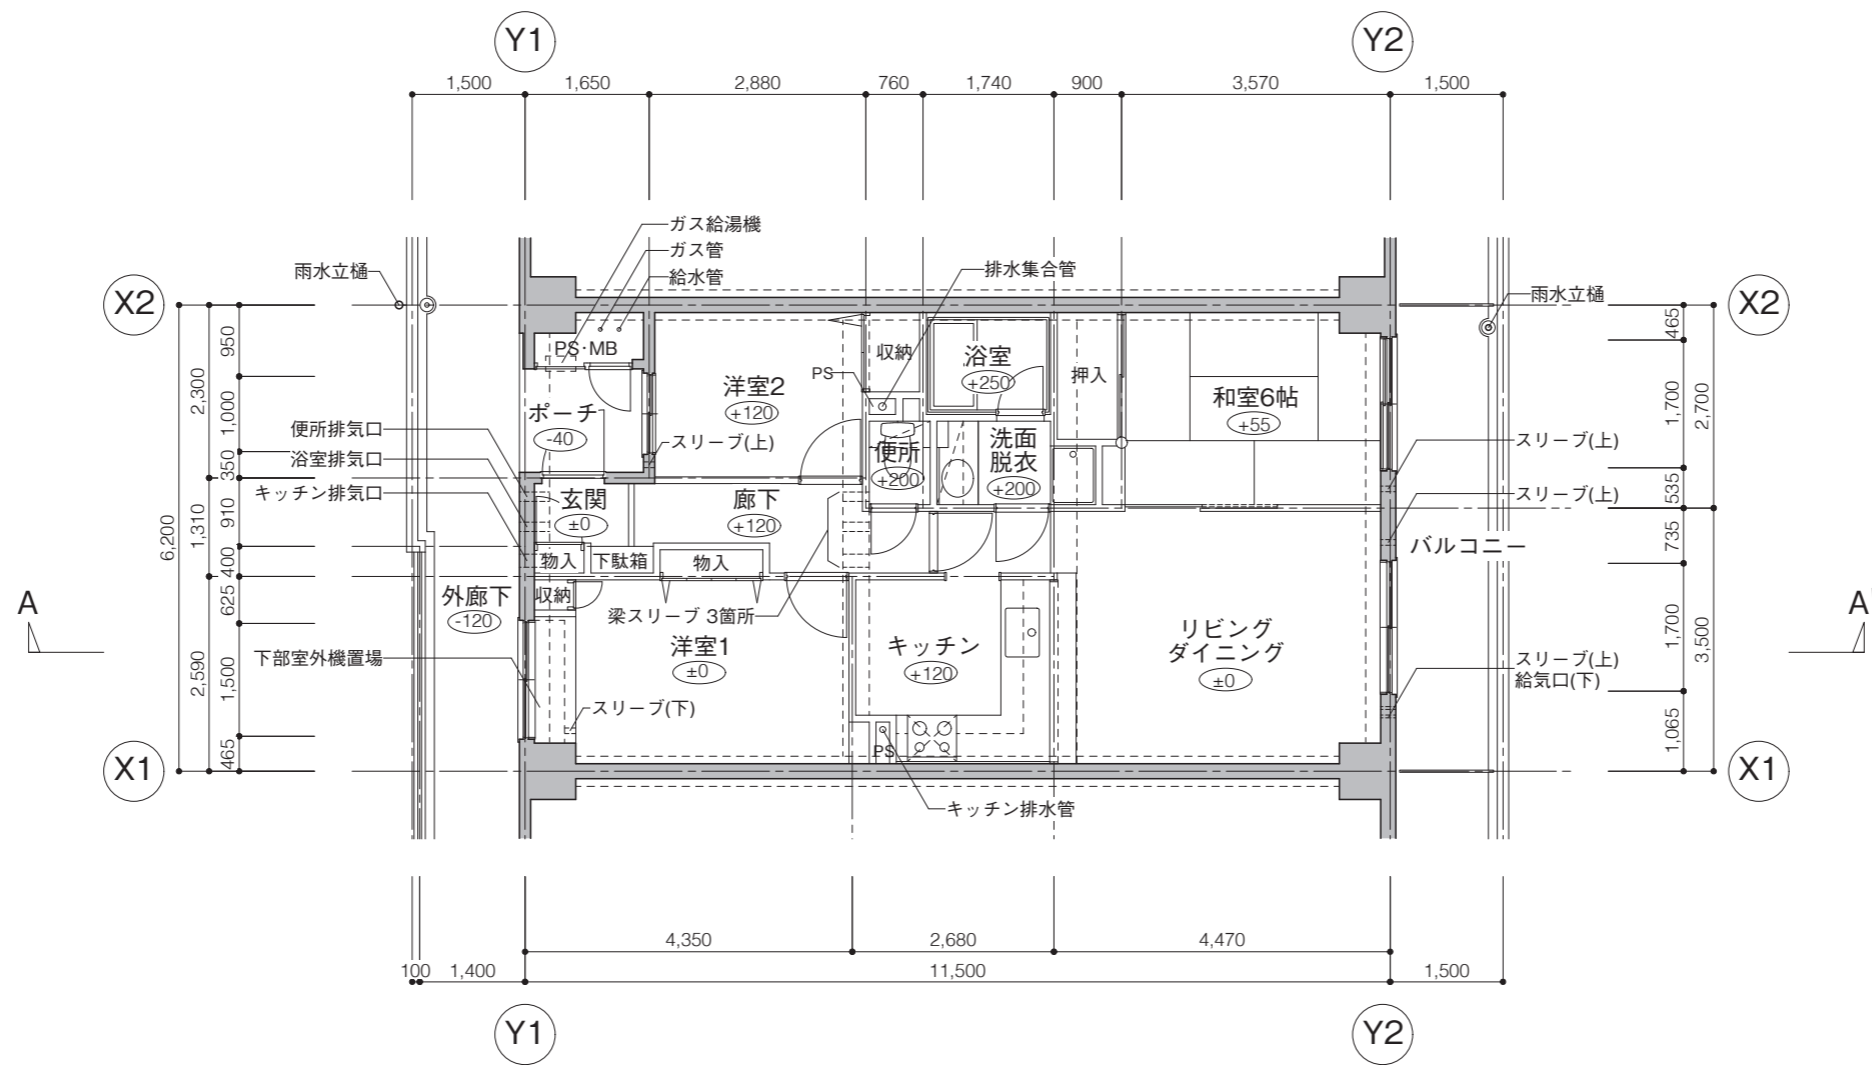 Y1
Y2
1,500
1,650
2,880
760
1,740
900
3,570
1,500
ガス給湯機
ガス管
給水管
排水集合管
雨水立樋
雨水立樋
X2
X2
950
1,000
350
910
400
625
1,500
465
2,300
1,310
2,590
6,200
465
1,700
535
735
1,700
1,065
2,700
3,500
PS・MB
洋室2
+120
収納
PS
浴室
+250
押入
和室6帖
+55
ポーチ
-40
便所排気口
浴室排気口
キッチン排気口
スリーブ(上)
便所
+200
洗面
脱衣
+200
スリーブ(上)
スリーブ(上)
玄関
±0
廊下
+120
バルコニー
物入
下駄箱
物入
外廊下
-120
収納
梁スリーブ 3箇所
A
A'
下部室外機置場
洋室1
±0
キッチン
+120
リビング
ダイニング
±0
スリーブ(上)
給気口(下)
スリーブ(下)
PS
X1
X1
キッチン排水管
4,350
2,680
4,470
100
1,400
11,500
1,500
Y1
Y2